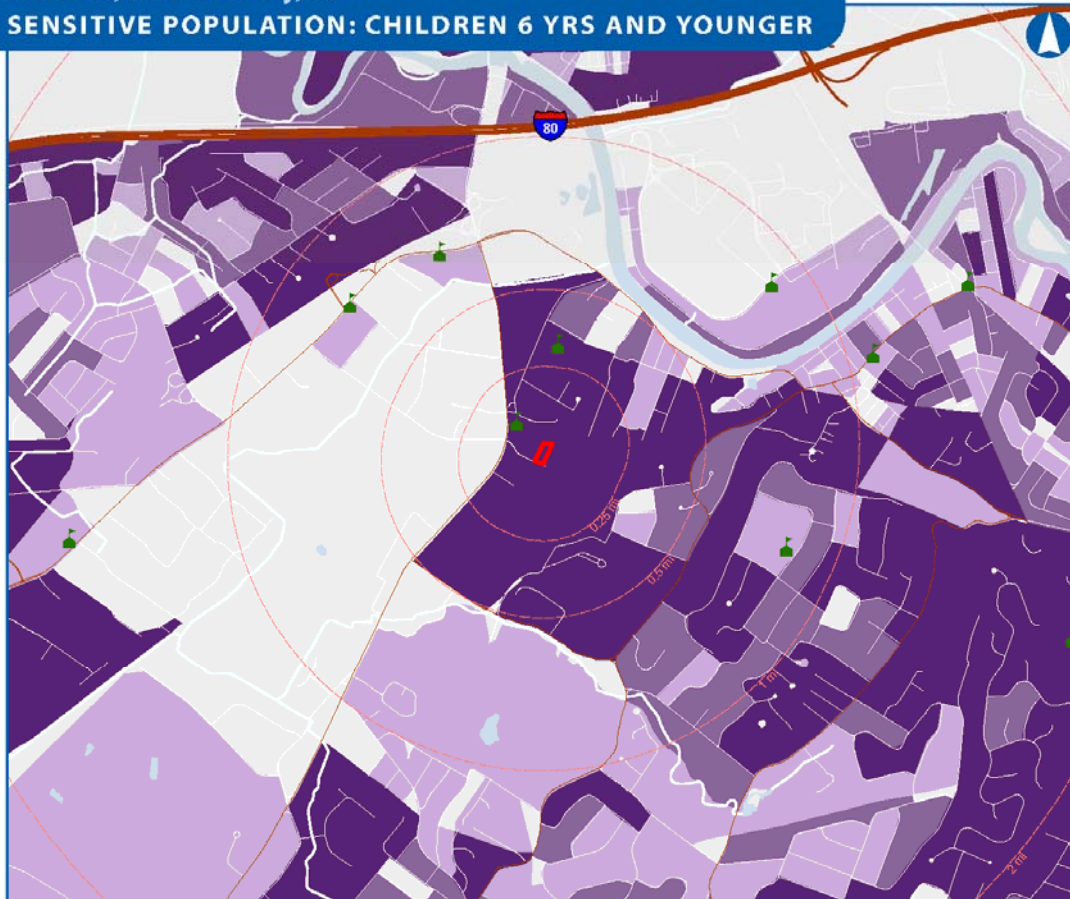 SENSITIVE POPULATION: CHILDREN 6 YRS AND YOUNGER
80
0.25 mi
0.5 mi
1 mi
2 mi